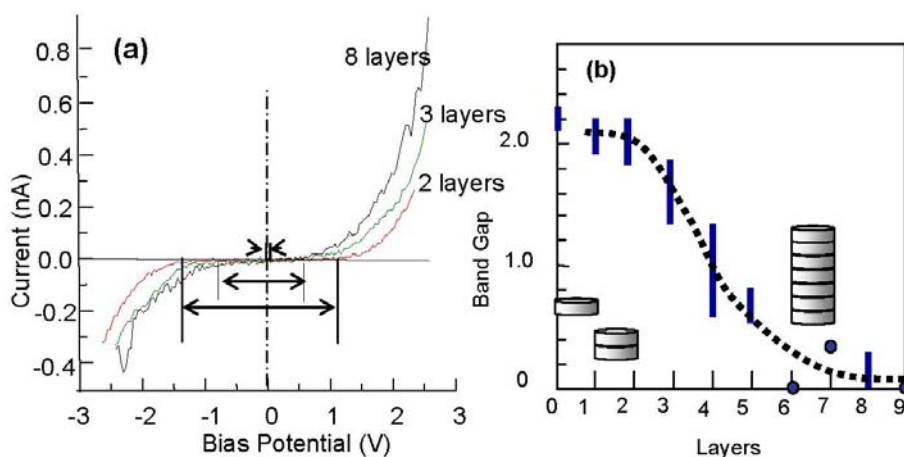 (a)
8 layers
3 layers
2 layers
0.8
0.6
0.4
0.2
0.0
-0.2
-0.4
Current (nA)
-3 -2 -1 0 1 2 3
Bias Potential (V)
(b)
2.0
1.0
0
Band Gap
0 1 2 3 4 5 6 7 8 9
Layers